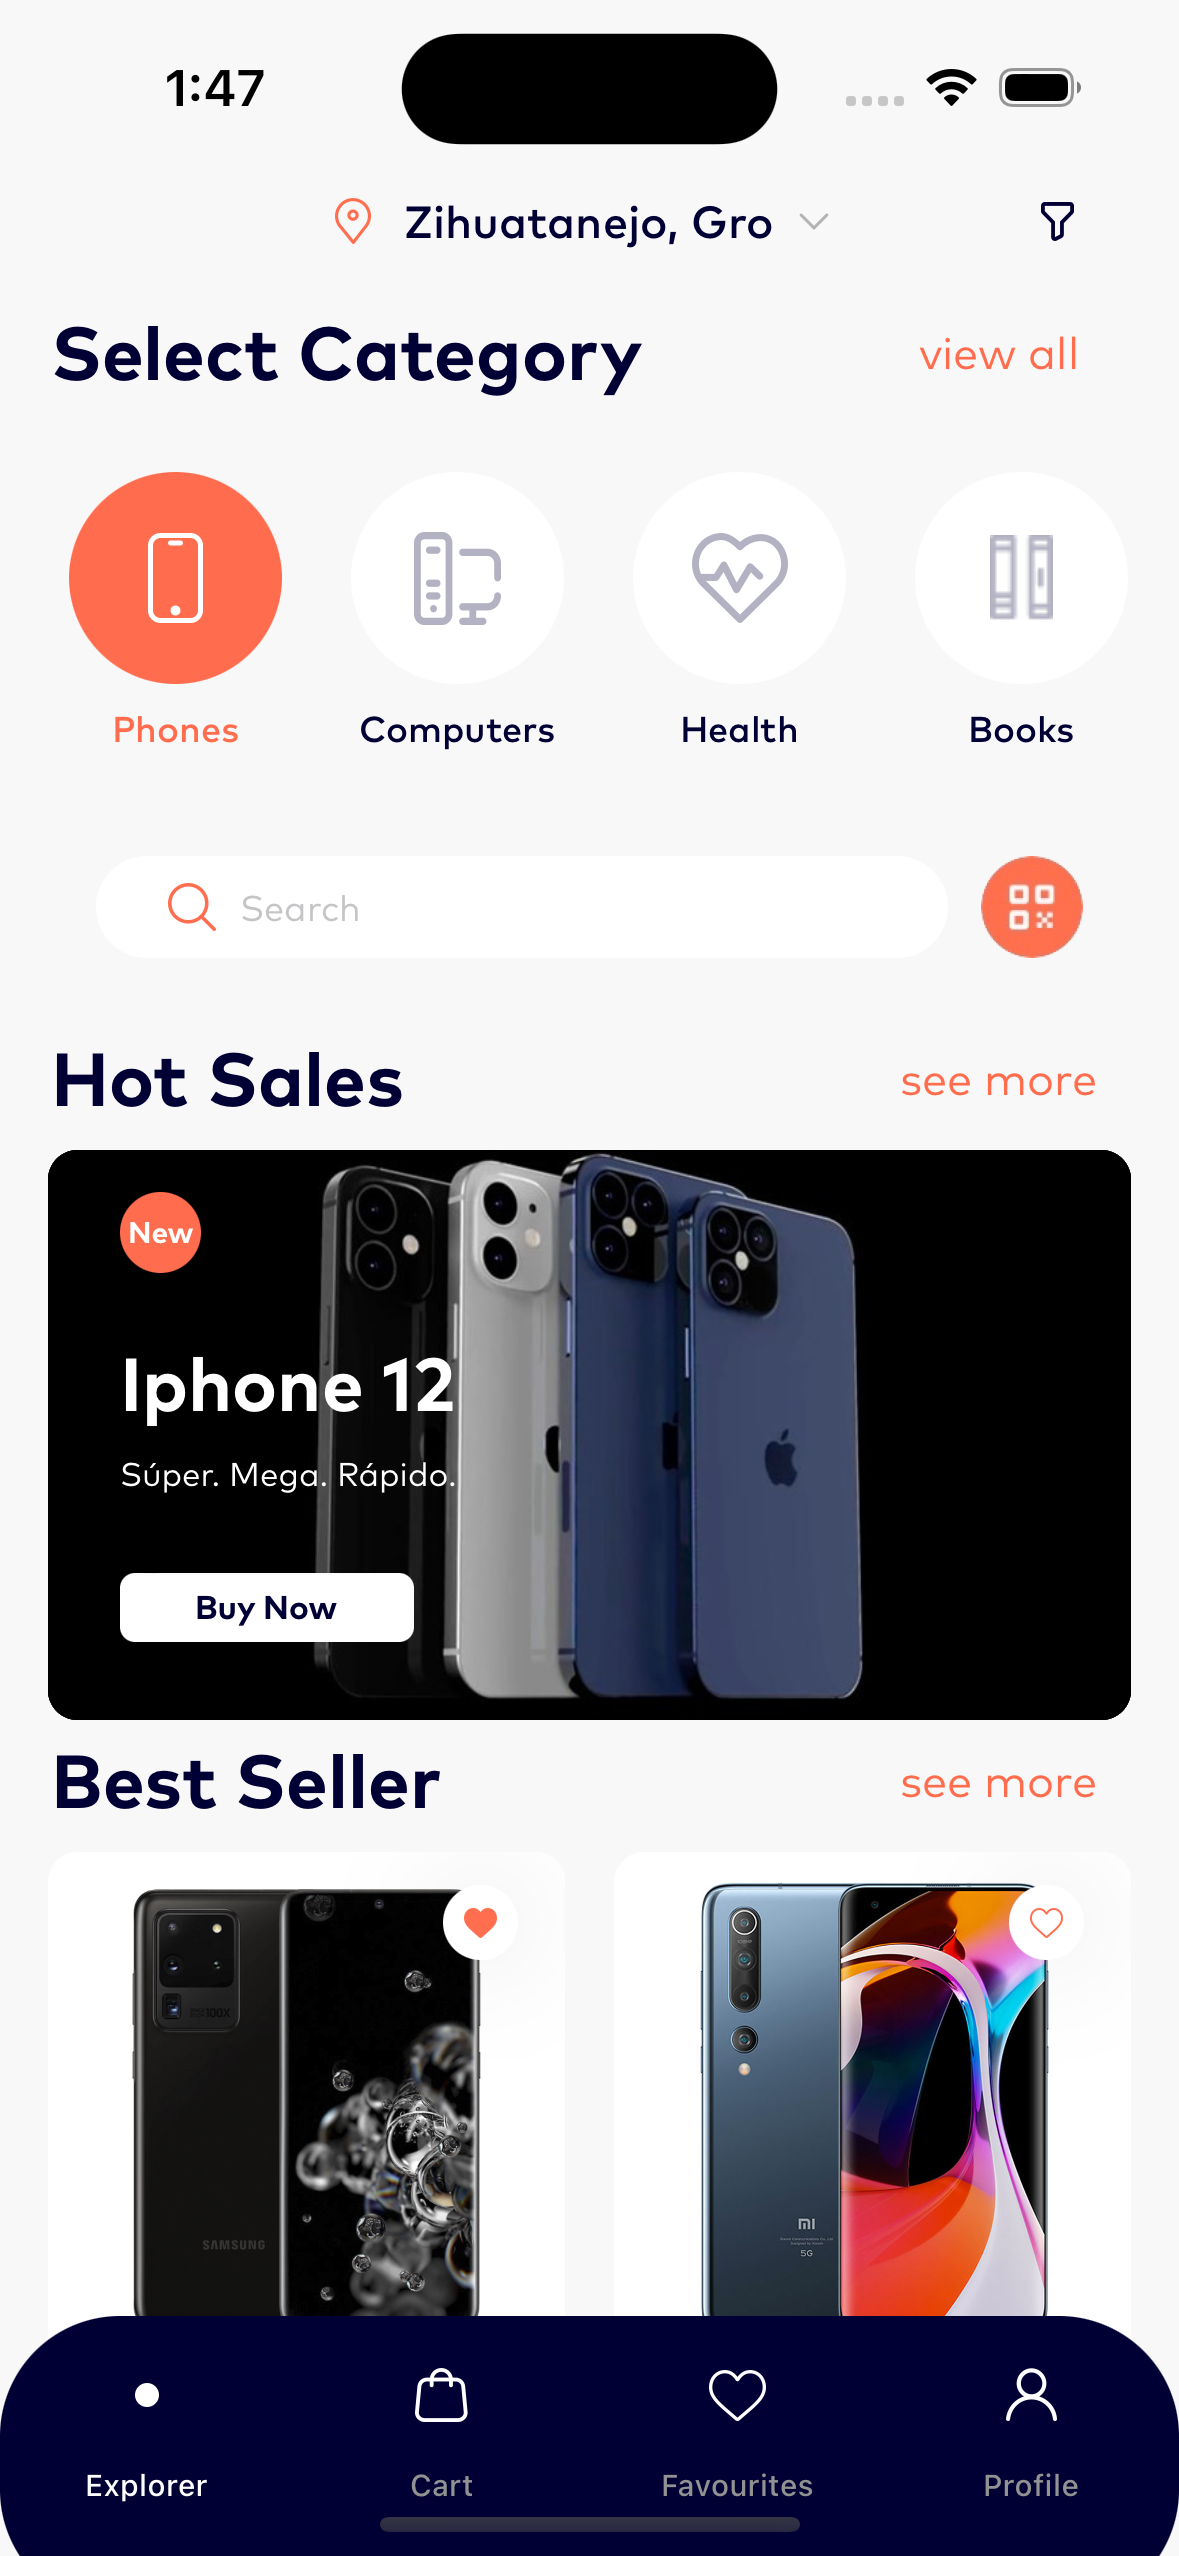 1:47
Zihuatanejo, Gro
Select Category
view all
Phones
Computers
Health
Books
Search
Hot Sales
see more
New
Iphone 12
Súper. Mega. Rápido.
Buy Now
Best Seller
see more
100X
SAMSUNG
mi
5G
Explorer
Cart
Favourites
Profile